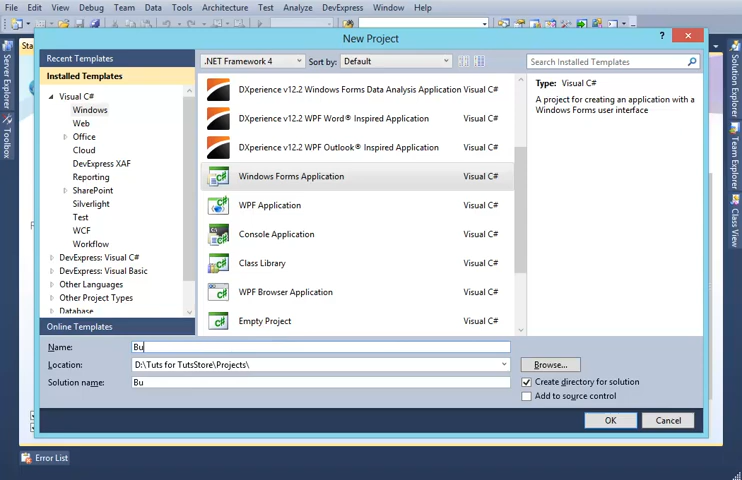 File Edit View Debug Team Data Tools Architecture Test Analyze DevExpress Window Help
New Project
? x
Recent Templates
Installed Templates
Visual C#
Windows
Web
Office
Cloud
DevExpress XAF
Reporting
SharePoint
Silverlight
Test
WCF
Workflow
DevExpress: Visual C#
DevExpress: Visual Basic
Other Languages
Other Project Types
Database
Online Templates
.NET Framework 4 Sort by: Default
DXperience v12.2 Windows Forms Data Analysis Application Visual C#
DXperience v12.2 WPF Word® Inspired Application Visual C#
DXperience v12.2 WPF Outlook® Inspired Application Visual C#
Windows Forms Application Visual C#
WPF Application Visual C#
Console Application Visual C#
Class Library Visual C#
WPF Browser Application Visual C#
Empty Project Visual C#
Search Installed Templates
Type: Visual C#
A project for creating an application with a
Windows Forms user interface
Name: Bu
Location: D:\Tuts for TutsStore\Projects\ Browse...
Solution name: Bu Create directory for solution
Add to source control
OK Cancel
Server Explorer
Toolbox
Solution Explorer
Team Explorer
Class View
Sta
Error List